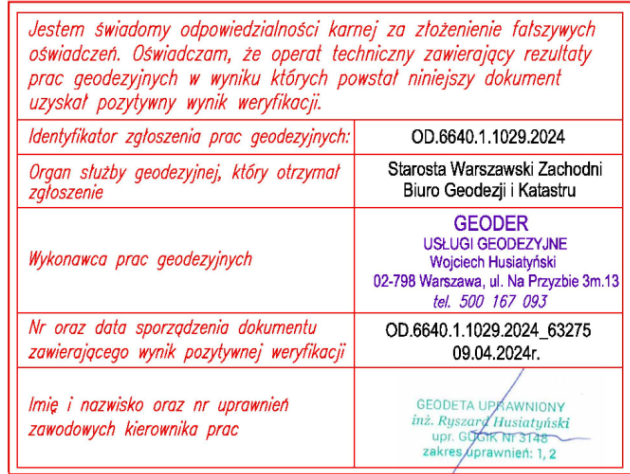 Jestem świadomy odpowiedzialności karnej za złożenie fałszywych
oświadczeń. Oświadczam, że operat techniczny zawierający rezultaty
prac geodezyjnych w wyniku których powstał niniejszy dokument
uzyskał pozytywny wynik weryfikacji.
Identyfikator zgłoszenia prac geodezyjnych:
OD.6640.1.1029.2024
Organ służby geodezyjnej, który otrzymał
zgłoszenie
Starosta Warszawski Zachodni
Biuro Geodezji i Katastru
Wykonawca prac geodezyjnych
GEODER
USŁUGI GEODEZYJNE
Wojciech Husiatyński
02-798 Warszawa, ul. Na Przyzbie 3m.13
tel. 500 167 093
Nr oraz data sporządzenia dokumentu
zawierającego wynik pozytywnej weryfikacji
OD.6640.1.1029.2024_63275
09.04.2024r.
Imię i nazwisko oraz nr uprawnień
zawodowych kierownika prac
GEODETA UPRAWNIONY
inż. Ryszard Husiatyński
upr. GUGiK Nr 3148
zakres uprawnień: 1, 2